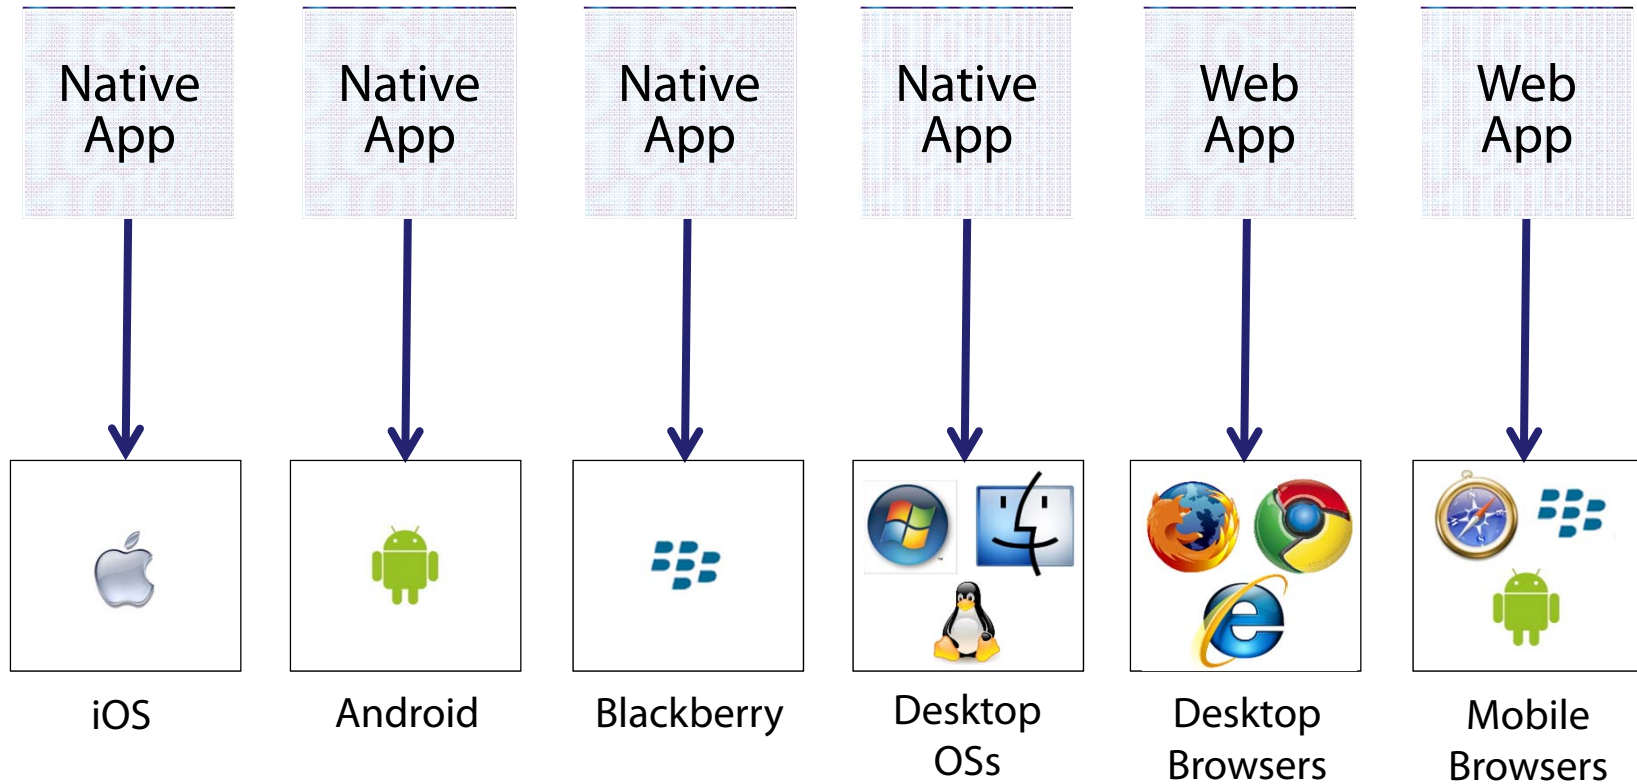 Native
App
Native
App
Native
App
Native
App
Web
App
Web
App
iOS
Android
Blackberry
Desktop
OSs
Desktop
Browsers
Mobile
Browsers